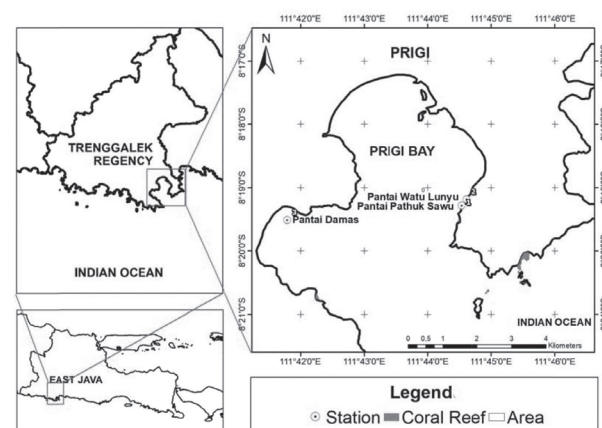 TRENGGALEK
REGENCY
INDIAN OCEAN
EAST JAVA
111°42'0"E 111°43'0"E 111°44'0"E 111°45'0"E 111°46'0"E
N
PRIGI
PRIGI BAY
Pantai Watu Lunyu
Pantai Pathuk Sawu
Pantai Damas
INDIAN OCEAN
8°17'0"S
8°18'0"S
8°19'0"S
8°20'0"S
8°21'0"S
0 0.5 1 2 3 4
Kilometers
111°42'0"E 111°43'0"E 111°44'0"E 111°45'0"E 111°46'0"E
Legend
Station Coral Reef Area